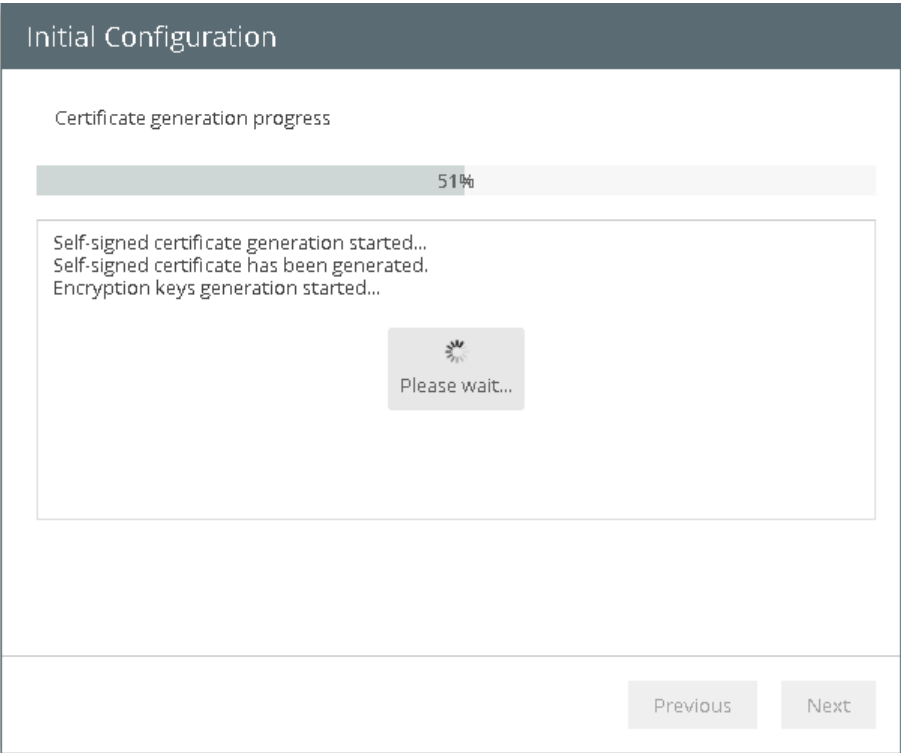 Initial Configuration
Certificate generation progress
51%
Self-signed certificate generation started...
Self-signed certificate has been generated.
Encryption keys generation started...
Please wait...
Previous
Next